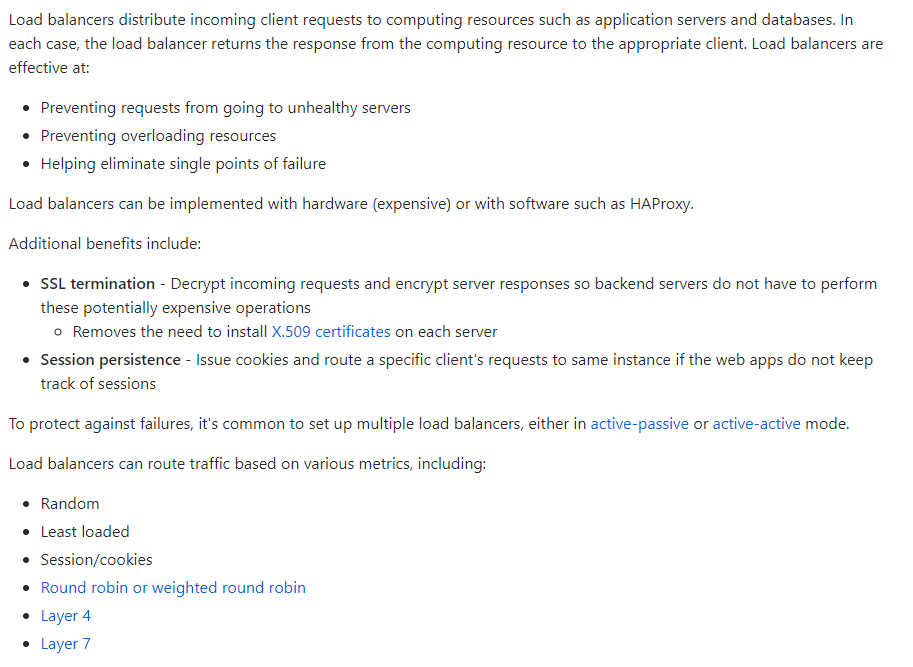 Load balancers distribute incoming client requests to computing resources such as application servers and databases. In
each case, the load balancer returns the response from the computing resource to the appropriate client. Load balancers are
effective at:
Preventing requests from going to unhealthy servers
Preventing overloading resources
Helping eliminate single points of failure
Load balancers can be implemented with hardware (expensive) or with software such as HAProxy.
Additional benefits include:
SSL termination - Decrypt incoming requests and encrypt server responses so backend servers do not have to perform
these potentially expensive operations
Removes the need to install X.509 certificates on each server
Session persistence - Issue cookies and route a specific client's requests to same instance if the web apps do not keep
track of sessions
To protect against failures, it's common to set up multiple load balancers, either in active-passive or active-active mode.
Load balancers can route traffic based on various metrics, including:
Random
Least loaded
Session/cookies
Round robin or weighted round robin
Layer 4
Layer 7